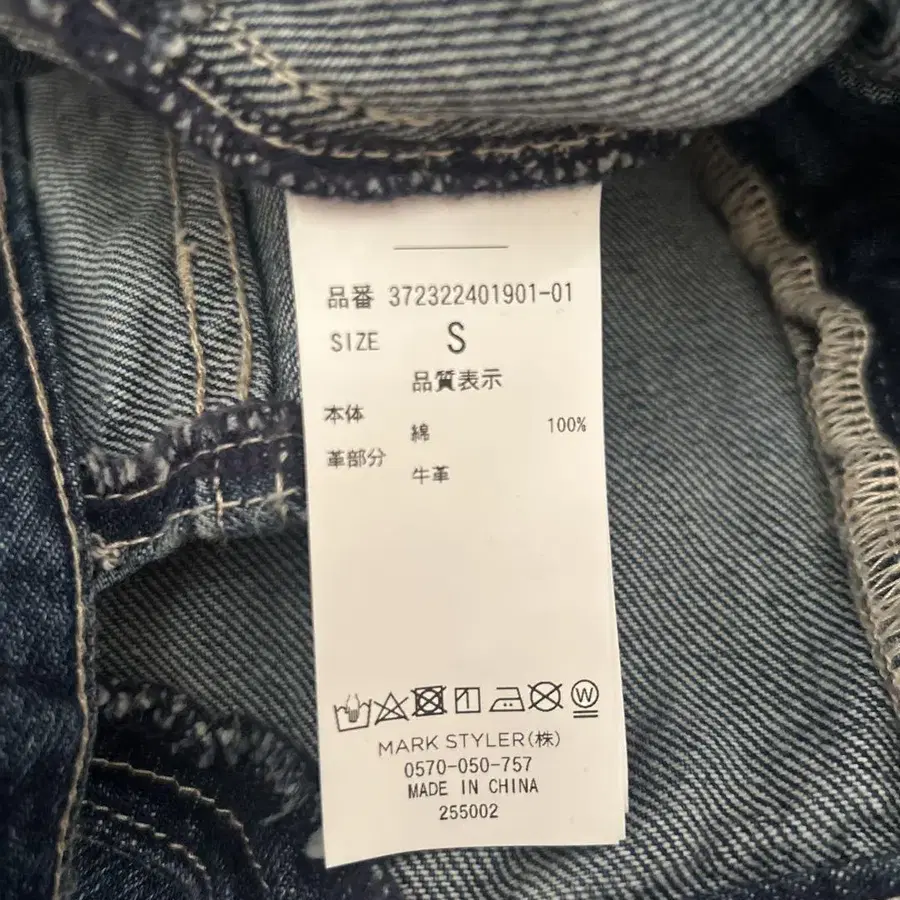 品番 372322401901-01
SIZE S
品質表示
本体 綿 100%
革部分 牛革
MARK STYLER(株)
0570-050-757
MADE IN CHINA
255002